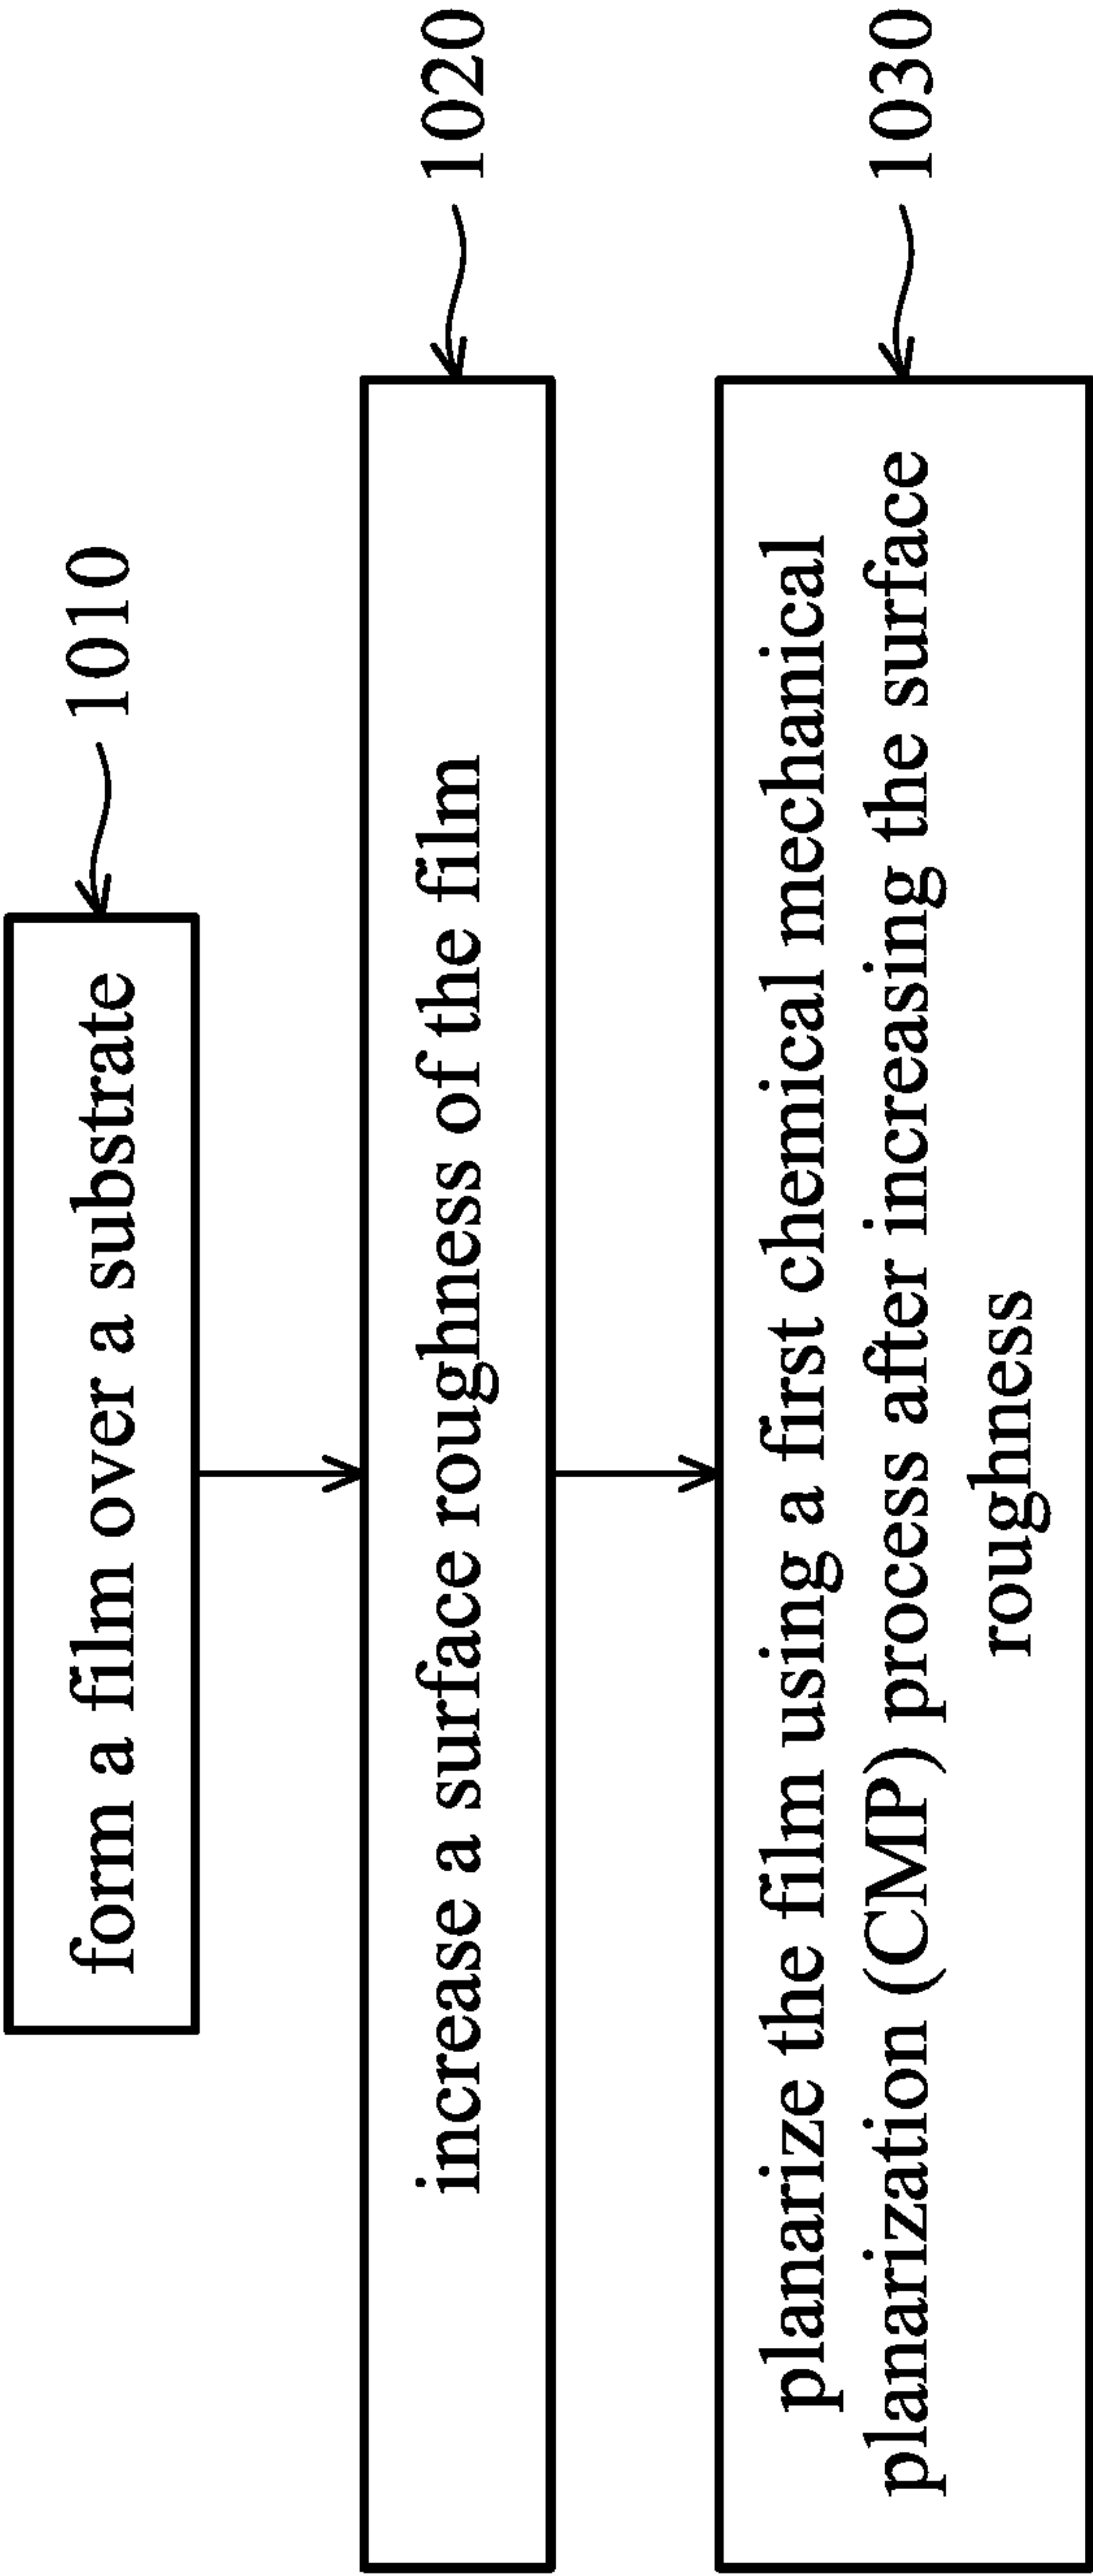 form a film over a substrate
1010
increase a surface roughness of the film
1020
planarize the film using a first chemical mechanical
planarization (CMP) process after increasing the surface
roughness
1030